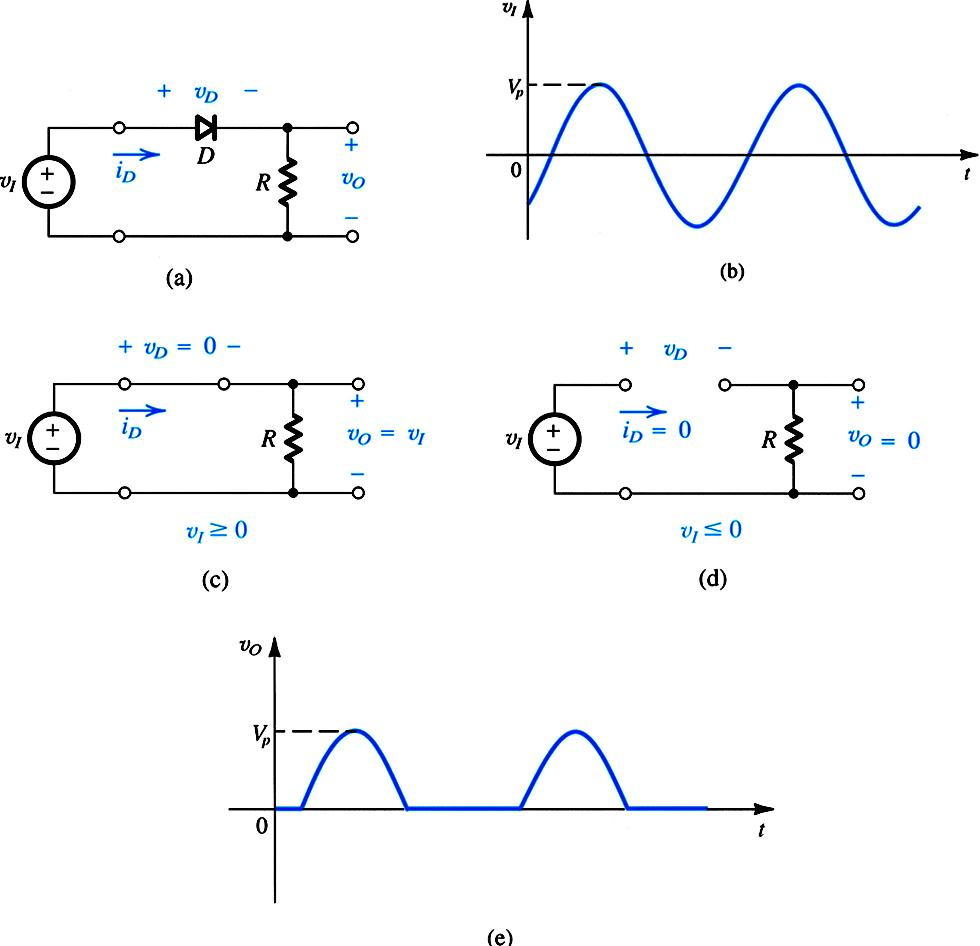 + v_D −
v_I
+
−
i_D
D
R
+
v_O
−
(a)
v_I
V_p
0
t
(b)
+ v_D = 0 −
v_I
+
−
i_D
R
+
v_O = v_I
−
v_I ≥ 0
(c)
+ v_D −
v_I
+
−
i_D = 0
R
+
v_O = 0
−
v_I ≤ 0
(d)
v_O
V_p
0
t
(e)